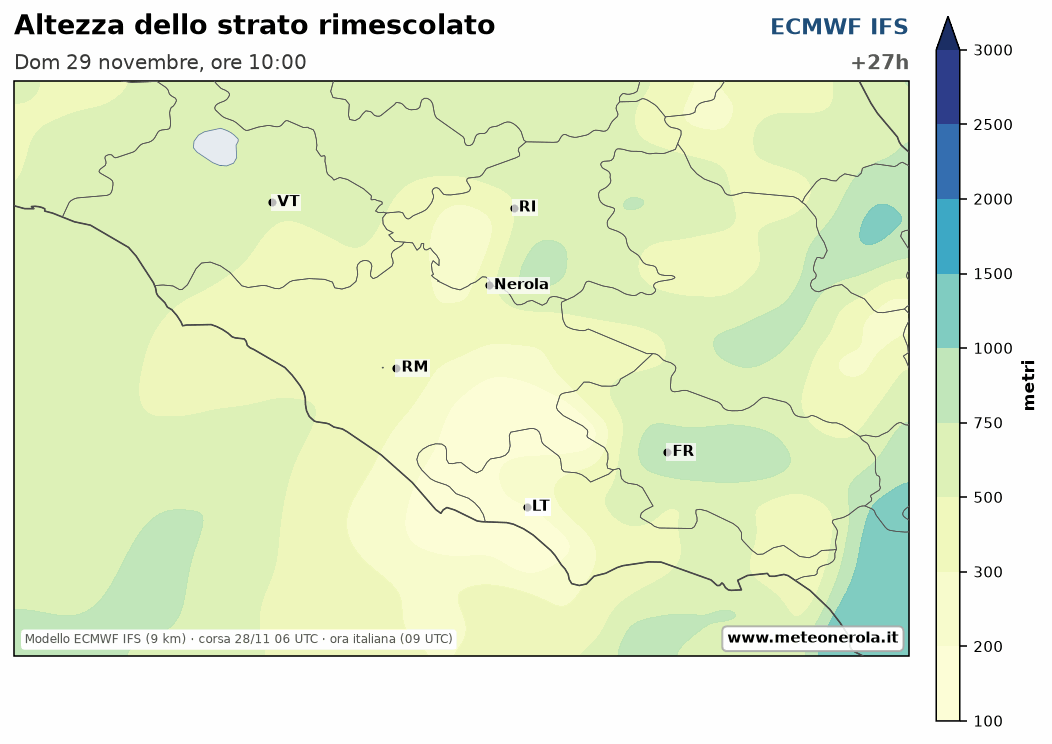 Altezza dello strato rimescolato
ECMWF IFS
Dom 29 novembre, ore 10:00
+27h
3000
2500
2000
1500
1000
750
500
300
200
100
metri
VT
RI
Nerola
RM
FR
LT
Modello ECMWF IFS (9 km) · corsa 28/11 06 UTC · ora italiana (09 UTC)
www.meteonerola.it